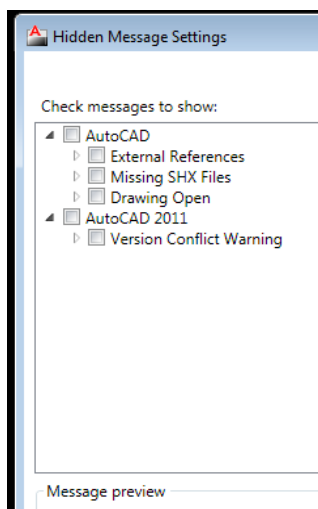 Hidden Message Settings
Check messages to show:
AutoCAD
External References
Missing SHX Files
Drawing Open
AutoCAD 2011
Version Conflict Warning
Message preview